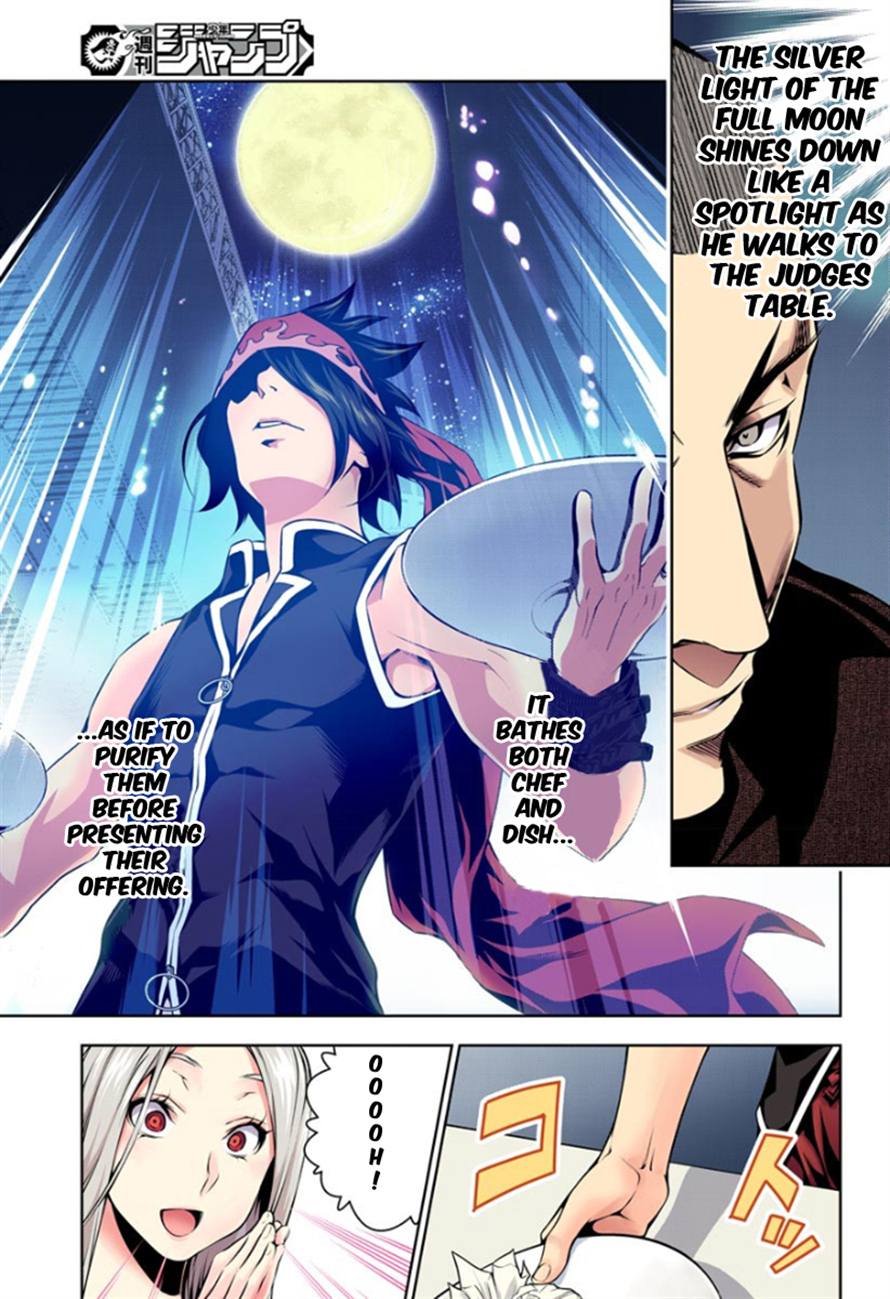 週刊
少年
ジャンプ
THE SILVER
LIGHT OF THE
FULL MOON
SHINES DOWN
LIKE A
SPOTLIGHT AS
HE WALKS TO
THE JUDGES
TABLE.
IT
BATHES
BOTH
CHEF
AND
DISH...
...AS IF TO
PURIFY
THEM
BEFORE
PRESENTING
THEIR
OFFERING.
コトッ
OOOOOH!